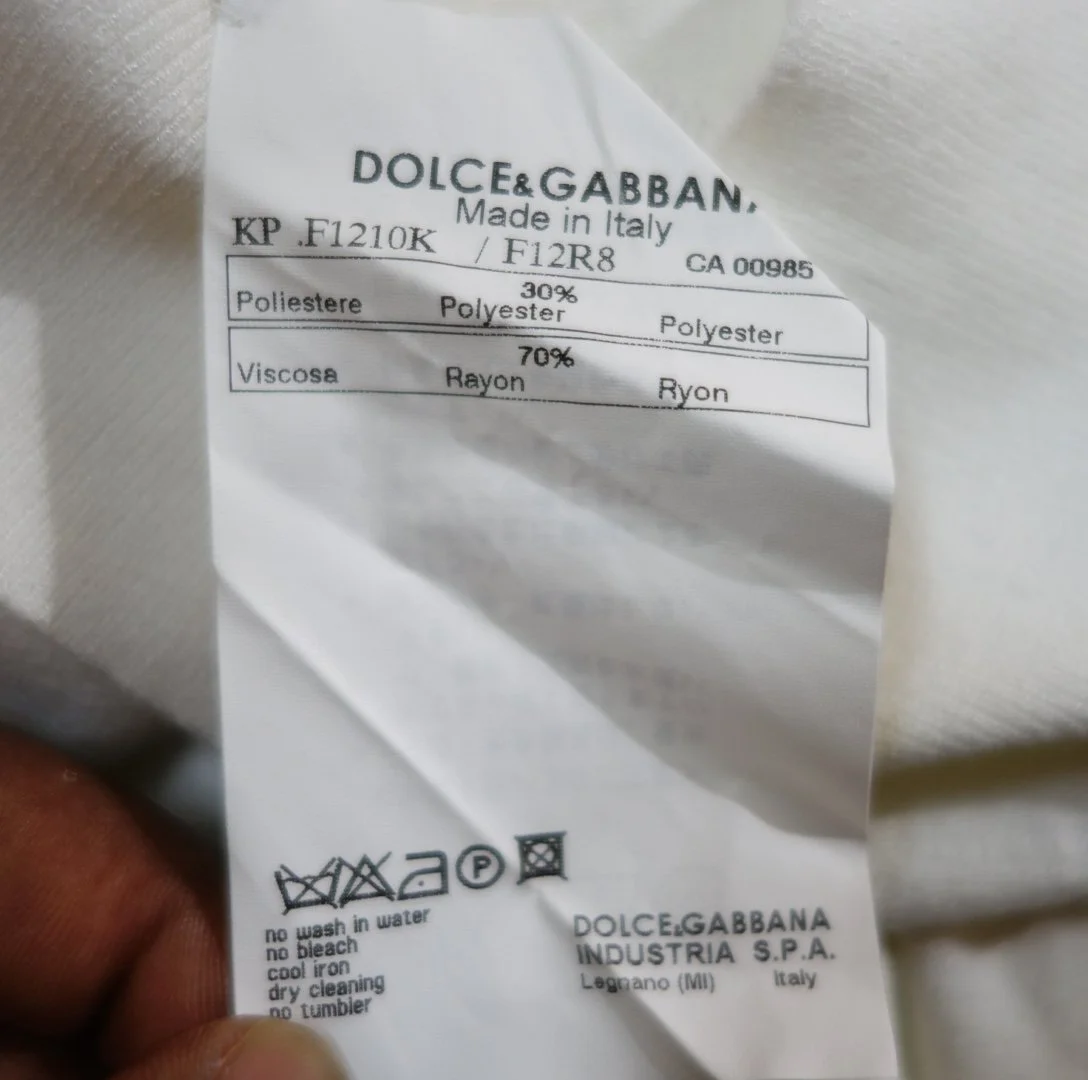 DOLCE&GABBANA
Made in Italy
KP .F1210K / F12R8 CA 00985
30%
Poliestere Polyester Polyester
70%
Viscosa Rayon Ryon
P
no wash in water
no bleach
cool iron
dry cleaning
no tumbler
DOLCE&GABBANA
INDUSTRIA S.P.A.
Legnano (MI) Italy